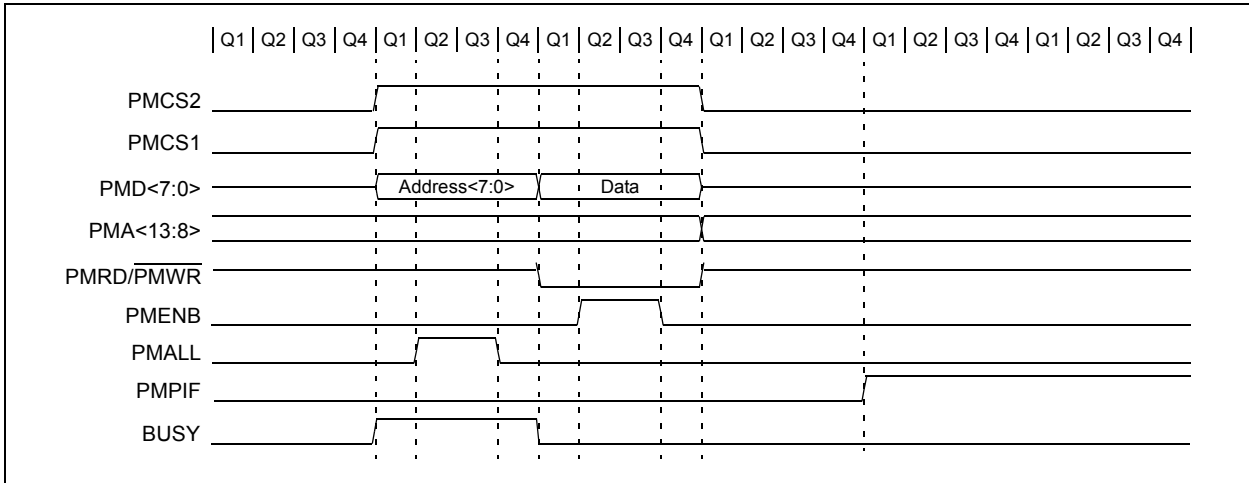 Q1 Q2 Q3 Q4 Q1 Q2 Q3 Q4 Q1 Q2 Q3 Q4 Q1 Q2 Q3 Q4 Q1 Q2 Q3 Q4 Q1 Q2 Q3 Q4
PMCS2
PMCS1
PMD<7:0> Address<7:0> Data
PMA<13:8>
PMRD/PMWR
PMENB
PMALL
PMPIF
BUSY